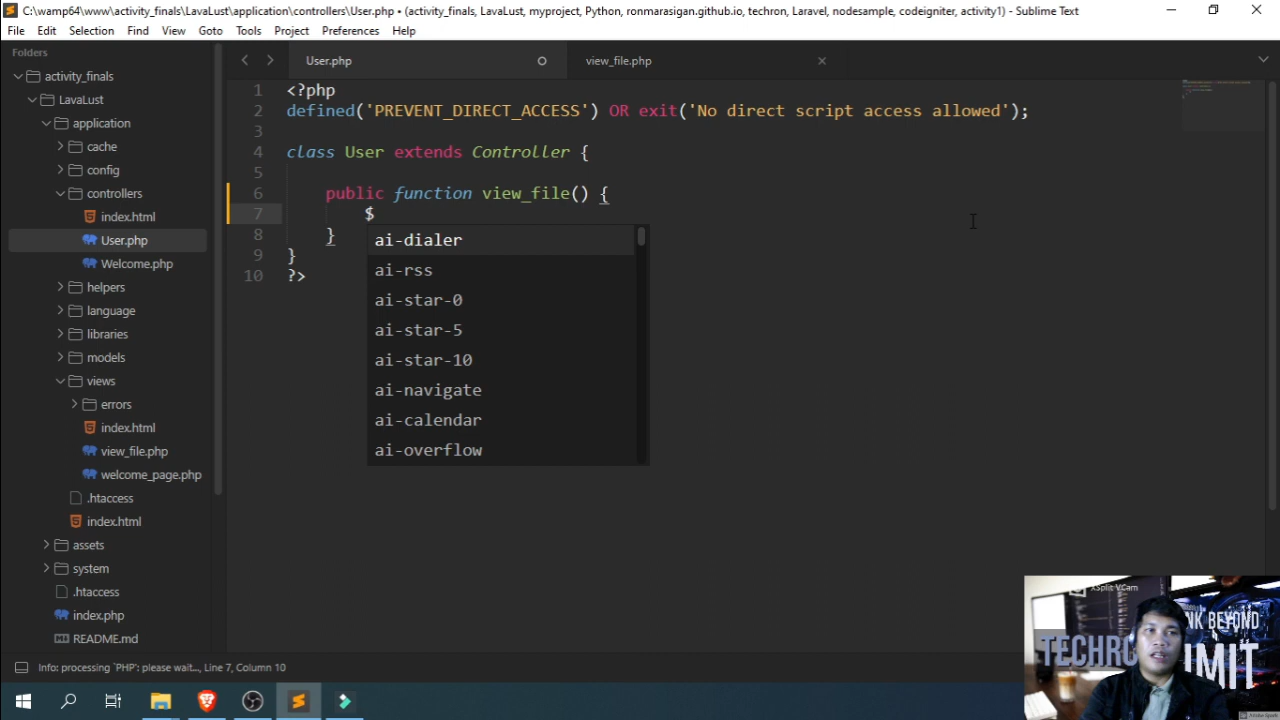 C:\wamp64\www\activity_finals\LavaLust\application\controllers\User.php • (activity_finals, LavaLust, myproject, Python, ronmarasigan.github.io, techron, Laravel, nodesample, codeigniter, activity1) - Sublime Text
File Edit Selection Find View Goto Tools Project Preferences Help
Folders
activity_finals
LavaLust
application
cache
config
controllers
index.html
User.php
Welcome.php
helpers
language
libraries
models
views
errors
index.html
view_file.php
welcome_page.php
.htaccess
index.html
assets
system
.htaccess
index.php
README.md
User.php view_file.php
1 <?php
2 defined('PREVENT_DIRECT_ACCESS') OR exit('No direct script access allowed');
3
4 class User extends Controller {
5
6 public function view_file() {
7 $
8 }
9 }
10 ?>
ai-dialer
ai-rss
ai-star-0
ai-star-5
ai-star-10
ai-navigate
ai-calendar
ai-overflow
XSplit VCam
NK BEYOND
TECHRO
IMIT
Info: processing `PHP`: please wait..., Line 7, Column 10